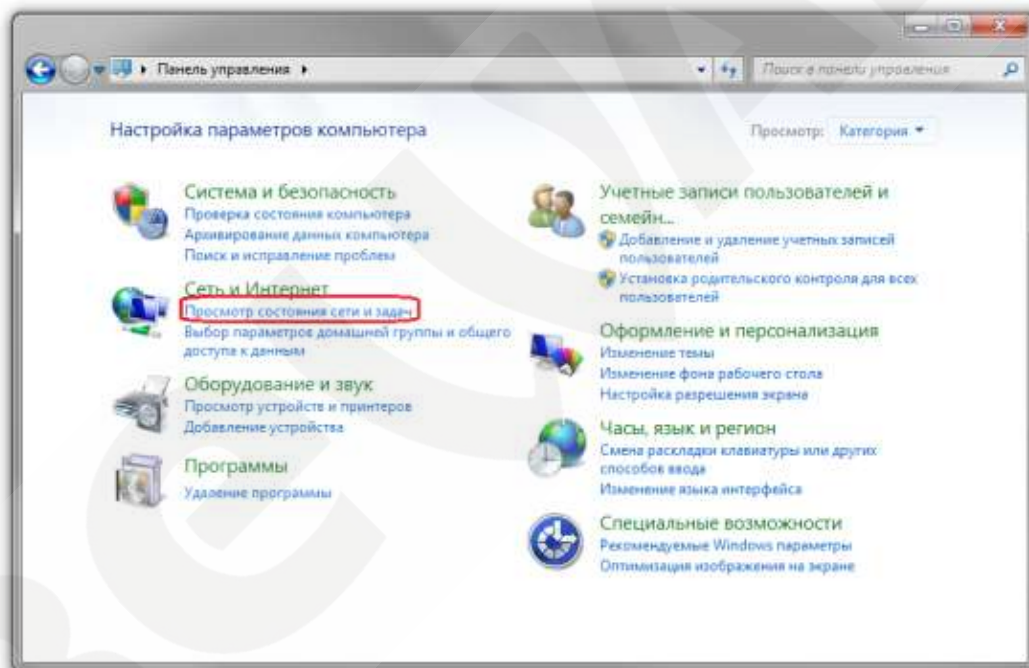 Панель управления
Поиск в панели управления
Настройка параметров компьютера
Просмотр: Категория
Система и безопасность
Проверка состояния компьютера
Архивирование данных компьютера
Поиск и исправление проблем
Сеть и Интернет
Просмотр состояния сети и задач
Выбор параметров домашней группы и общего
доступа к данным
Оборудование и звук
Просмотр устройств и принтеров
Добавление устройства
Программы
Удаление программы
Учетные записи пользователей и
семейн...
Добавление и удаление учетных записей
пользователей
Установка родительского контроля для всех
пользователей
Оформление и персонализация
Изменение темы
Изменение фона рабочего стола
Настройка разрешения экрана
Часы, язык и регион
Смена раскладки клавиатуры или других
способов ввода
Изменение языка интерфейса
Специальные возможности
Рекомендуемые Windows параметры
Оптимизация изображения на экране